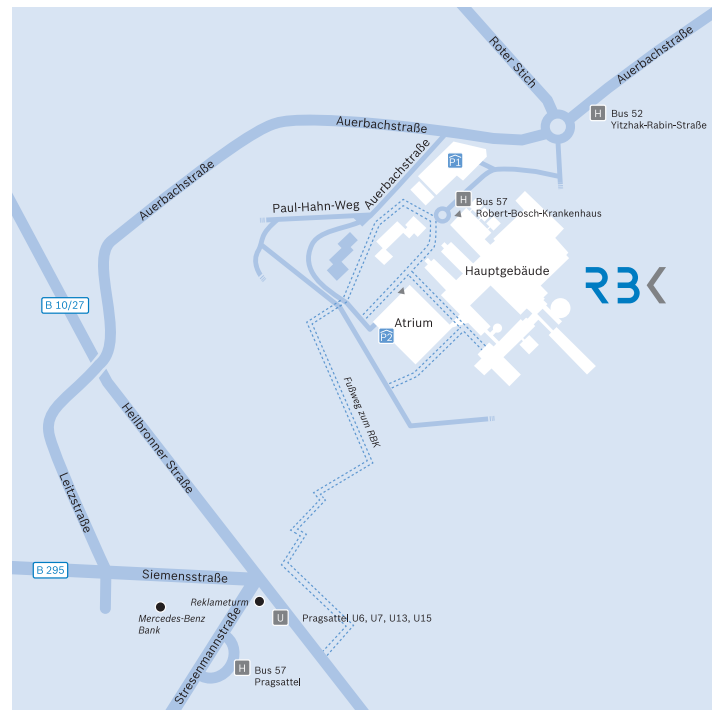 Roter Stich
Auerbachstraße
H
Bus 52
Yitzhak-Rabin-Straße
Auerbachstraße
Auerbachstraße
P1
Auerbachstraße
Paul-Hahn-Weg
H
Bus 57
Robert-Bosch-Krankenhaus
Hauptgebäude
RBK
B 10/27
Atrium
P2
Fußweg zum RBK
Heilbronner Straße
Leitzstraße
B 295
Siemensstraße
Reklameturm
Mercedes-Benz
Bank
U
Pragsattel U6, U7, U13, U15
Stresenmannstraße
H
Bus 57
Pragsattel